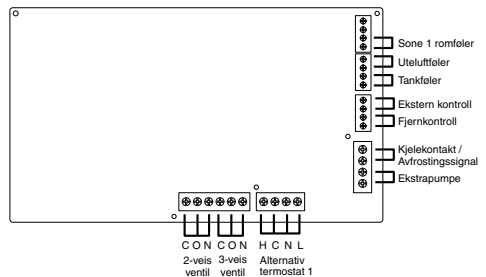 Sone 1 romføler
Uteluftføler
Tankføler
Ekstern kontroll
Fjernkontroll
Kjelekontakt /
Avfrostingssignal
Ekstrapumpe
C O N C O N H C N L
2-veis 3-veis Alternativ
ventil ventil termostat 1